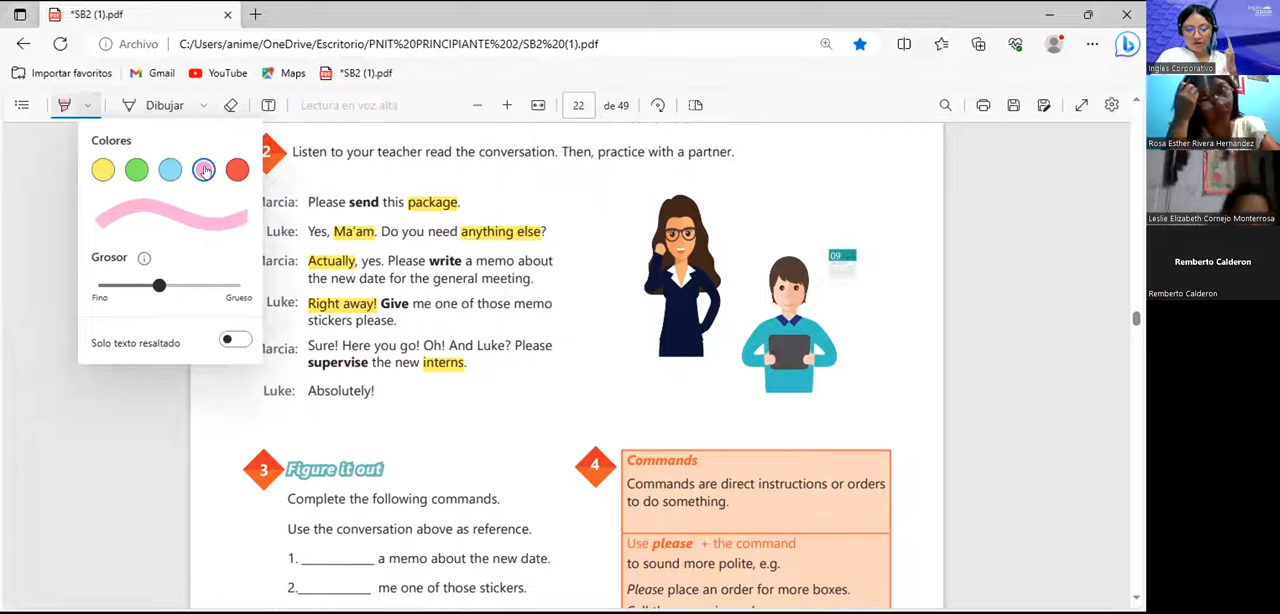 *SB2 (1).pdf
Archivo C:/Users/anime/OneDrive/Escritorio/PNIT%20PRINCIPIANTE%202/SB2%20(1).pdf
Importar favoritos Gmail YouTube Maps *SB2 (1).pdf
Dibujar Lectura en voz alta 22 de 49
Colores
Grosor
Fino Grueso
Solo texto resaltado
2 Listen to your teacher read the conversation. Then, practice with a partner.
arcia: Please send this package.
Luke: Yes, Ma'am. Do you need anything else?
arcia: Actually, yes. Please write a memo about
the new date for the general meeting.
Luke: Right away! Give me one of those memo
stickers please.
arcia: Sure! Here you go! Oh! And Luke? Please
supervise the new interns.
Luke: Absolutely!
09
3 Figure it out
Complete the following commands.
Use the conversation above as reference.
1. __________ a memo about the new date.
2.__________ me one of those stickers.
4 Commands
Commands are direct instructions or orders
to do something.
Use please + the command
to sound more polite, e.g.
Please place an order for more boxes.
Ingles Corporativo
Rosa Esther Rivera Hernandez
Leslie Elizabeth Cornejo Monterrosa
Remberto Calderon
Remberto Calderon